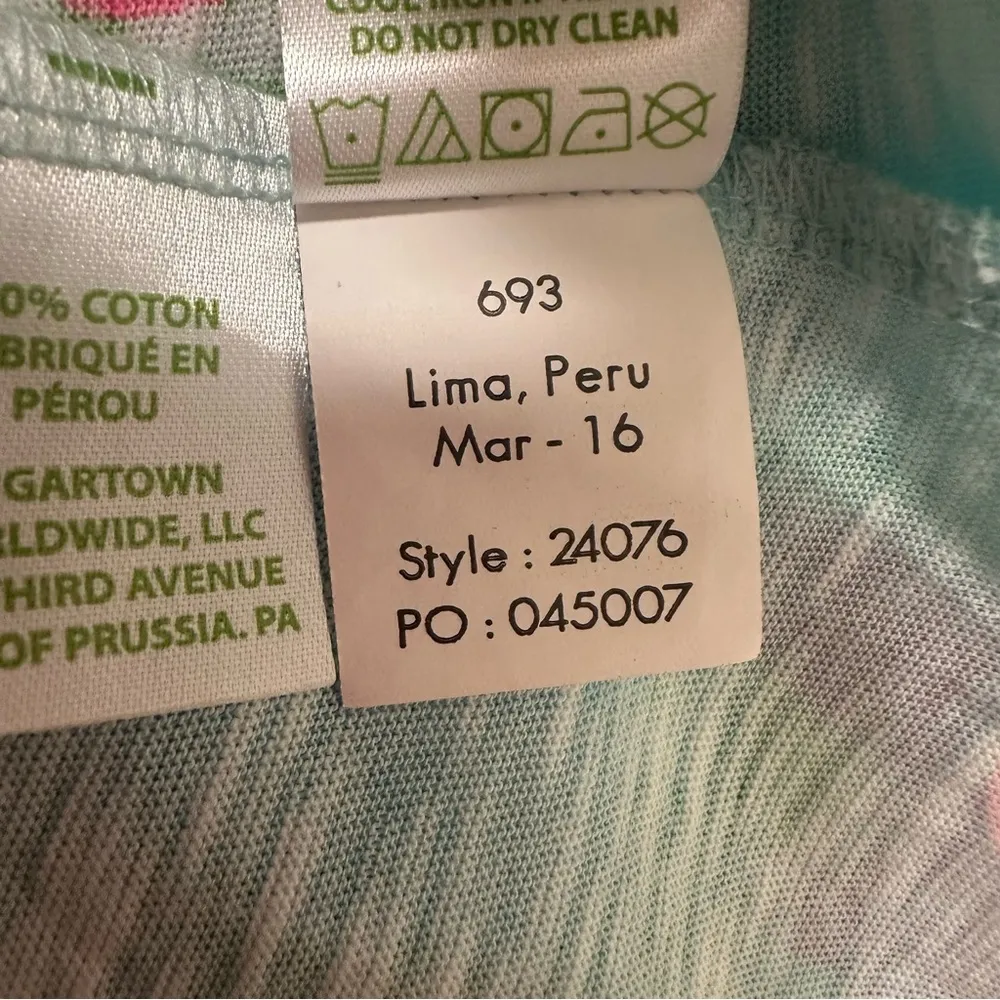 DO NOT DRY CLEAN
0% COTON
BRIQUÉ EN
PÉROU
GARTOWN
RLDWIDE, LLC
HIRD AVENUE
OF PRUSSIA. PA
693
Lima, Peru
Mar - 16
Style : 24076
PO : 045007